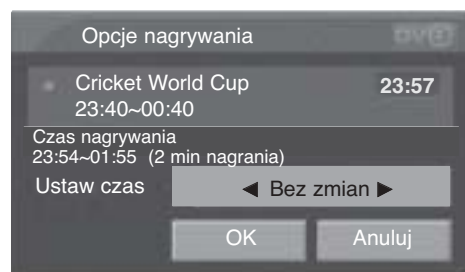 Opcje nagrywania
Cricket World Cup 23:57
23:40~00:40
Czas nagrywania
23:54~01:55 (2 min nagrania)
Ustaw czas ◀ Bez zmian ▶
OK Anuluj